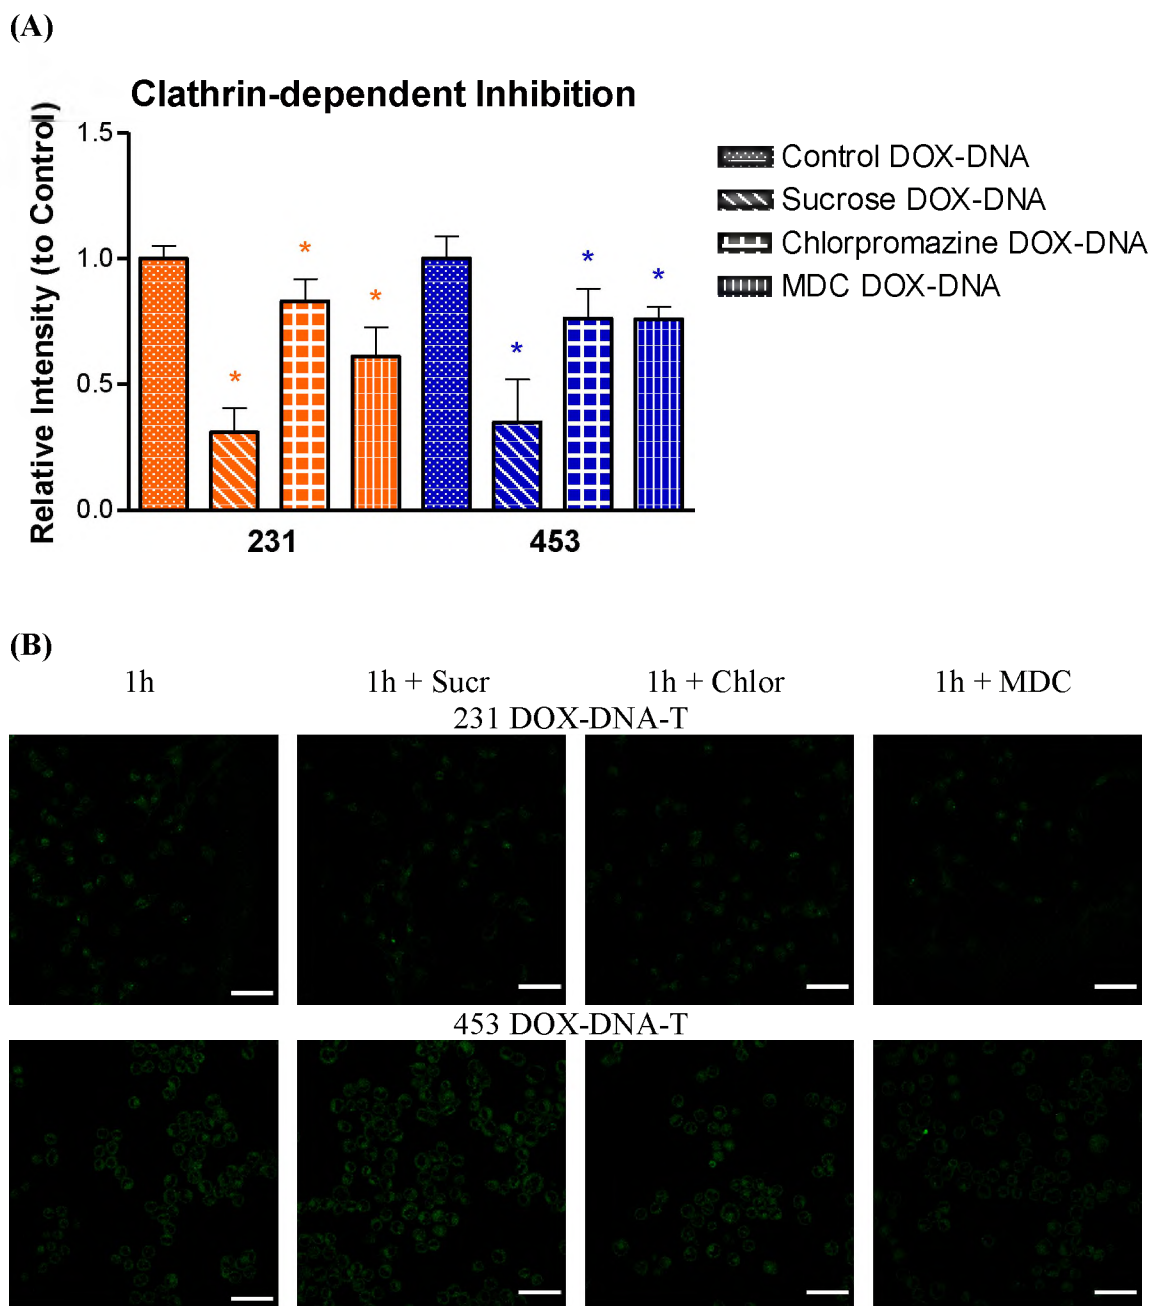 (A)
Clathrin-dependent Inhibition
Relative Intensity (to Control)
1.5
1.0
0.5
0.0
* * * * * *
231 453
Control DOX-DNA
Sucrose DOX-DNA
Chlorpromazine DOX-DNA
MDC DOX-DNA
(B)
1h 1h + Sucr 1h + Chlor 1h + MDC
231 DOX-DNA-T
453 DOX-DNA-T